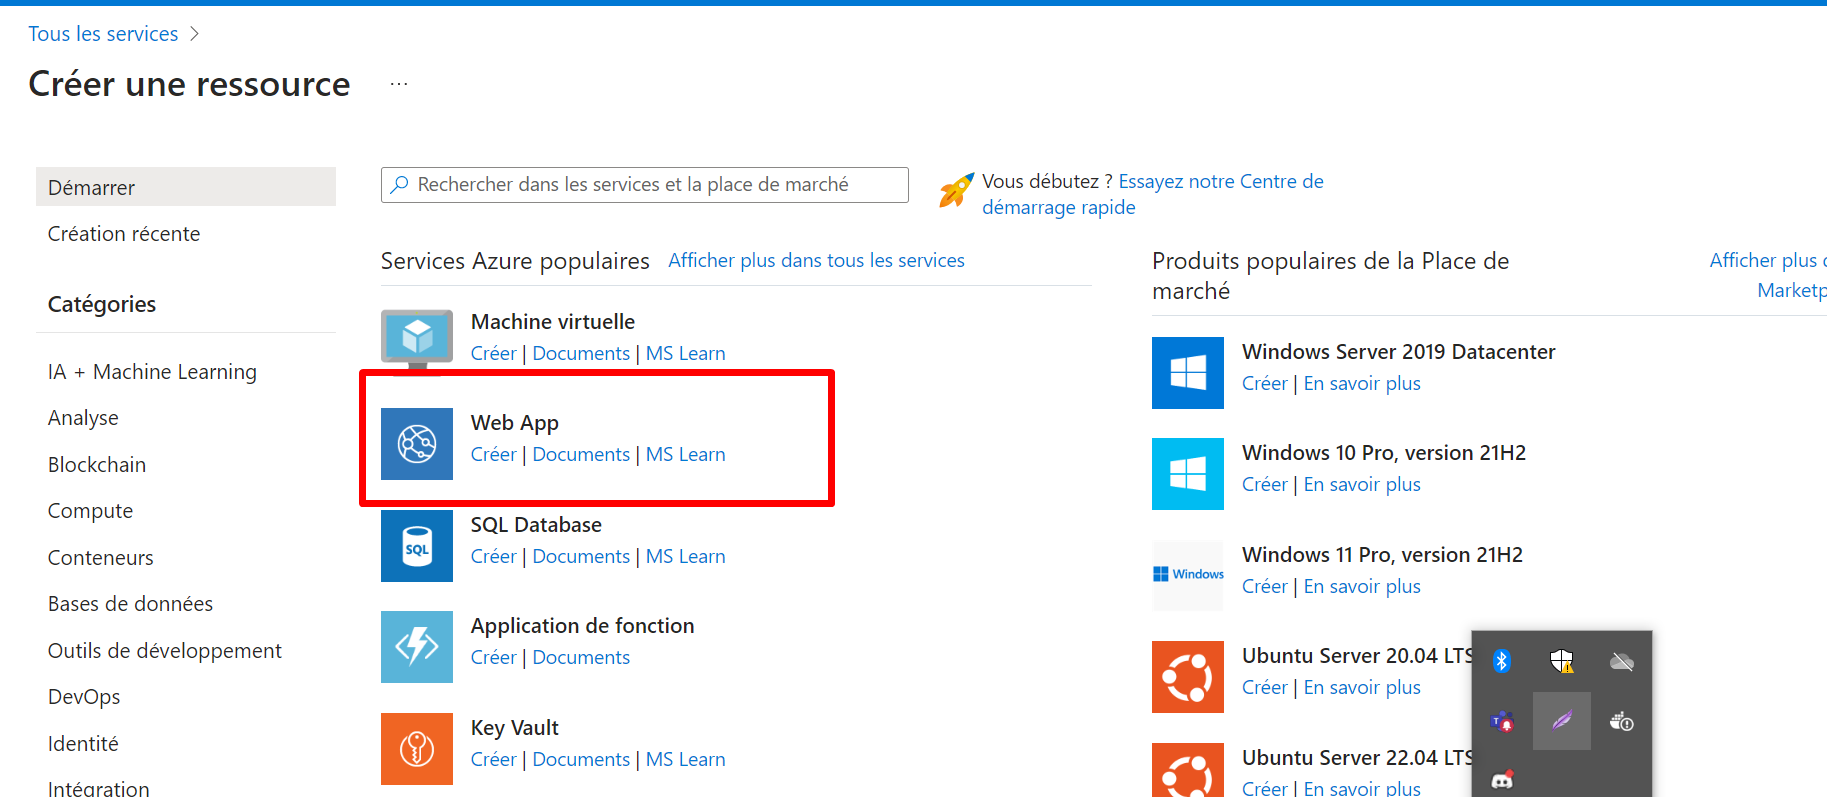 Tous les services
Créer une ressource
...
Démarrer
Création récente
Catégories
IA + Machine Learning
Analyse
Blockchain
Compute
Conteneurs
Bases de données
Outils de développement
DevOps
Identité
Intégration
Rechercher dans les services et la place de marché
Vous débutez ? Essayez notre Centre de
démarrage rapide
Services Azure populaires Afficher plus dans tous les services
Machine virtuelle
Créer | Documents | MS Learn
Web App
Créer | Documents | MS Learn
SQL
SQL Database
Créer | Documents | MS Learn
Application de fonction
Créer | Documents
Key Vault
Créer | Documents | MS Learn
Produits populaires de la Place de
marché
Afficher plus
Marketp
Windows Server 2019 Datacenter
Créer | En savoir plus
Windows 10 Pro, version 21H2
Créer | En savoir plus
Windows
Windows 11 Pro, version 21H2
Créer | En savoir plus
Ubuntu Server 20.04 LTS
Créer | En savoir plus
Ubuntu Server 22.04 LTS
Créer | En savoir plus